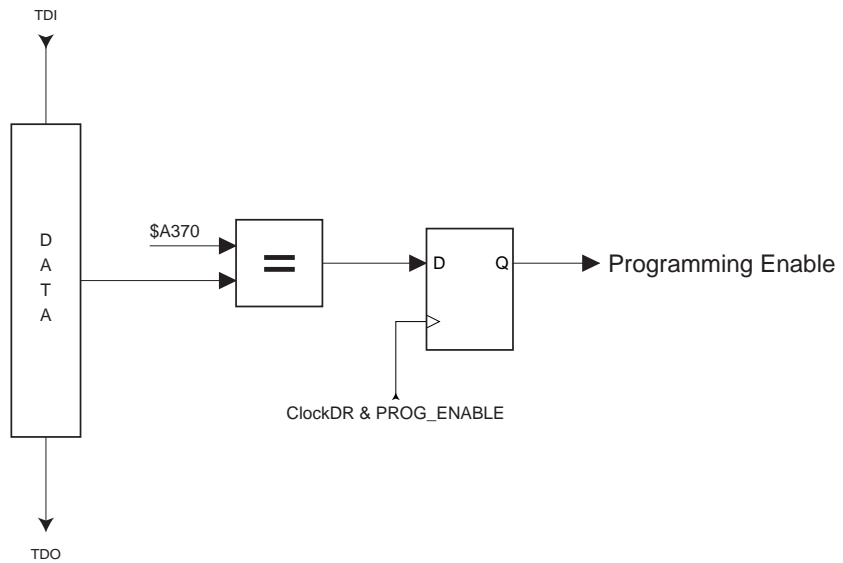 TDI
D
A
T
A
$A370
=
D
Q
Programming Enable
ClockDR & PROG_ENABLE
TDO